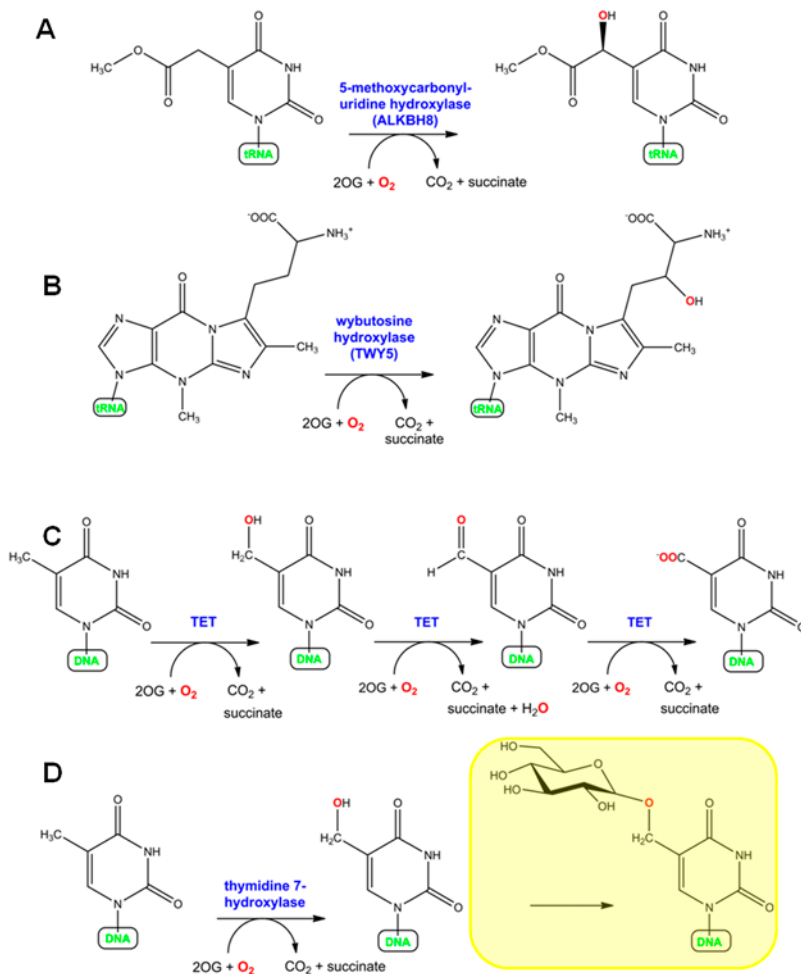 A
H₃C
O
O
O
NH
N
O
tRNA
5-methoxycarbonyl-
uridine hydroxylase
(ALKBH8)
2OG + O₂
CO₂ + succinate
OH
O
H₃C
O
O
NH
N
O
tRNA
B
⁻OOC
NH₃⁺
O
N
N
N
N
N
CH₃
CH₃
tRNA
wybutosine
hydroxylase
(TWY5)
2OG + O₂
CO₂ +
succinate
⁻OOC
NH₃⁺
OH
O
N
N
N
N
N
CH₃
CH₃
tRNA
C
H₃C
O
NH
N
O
DNA
TET
2OG + O₂
CO₂ +
succinate
OH
H₂C
O
NH
N
O
DNA
TET
2OG + O₂
CO₂ +
succinate + H₂O
O
H
O
NH
N
O
DNA
TET
2OG + O₂
CO₂ +
succinate
⁻OOC
O
NH
N
O
DNA
D
H₃C
O
NH
N
O
DNA
thymidine 7-
hydroxylase
2OG + O₂
CO₂ + succinate
OH
H₂C
O
NH
N
O
DNA
HO
HO
HO
O
OH
O
H₂C
O
NH
N
O
DNA